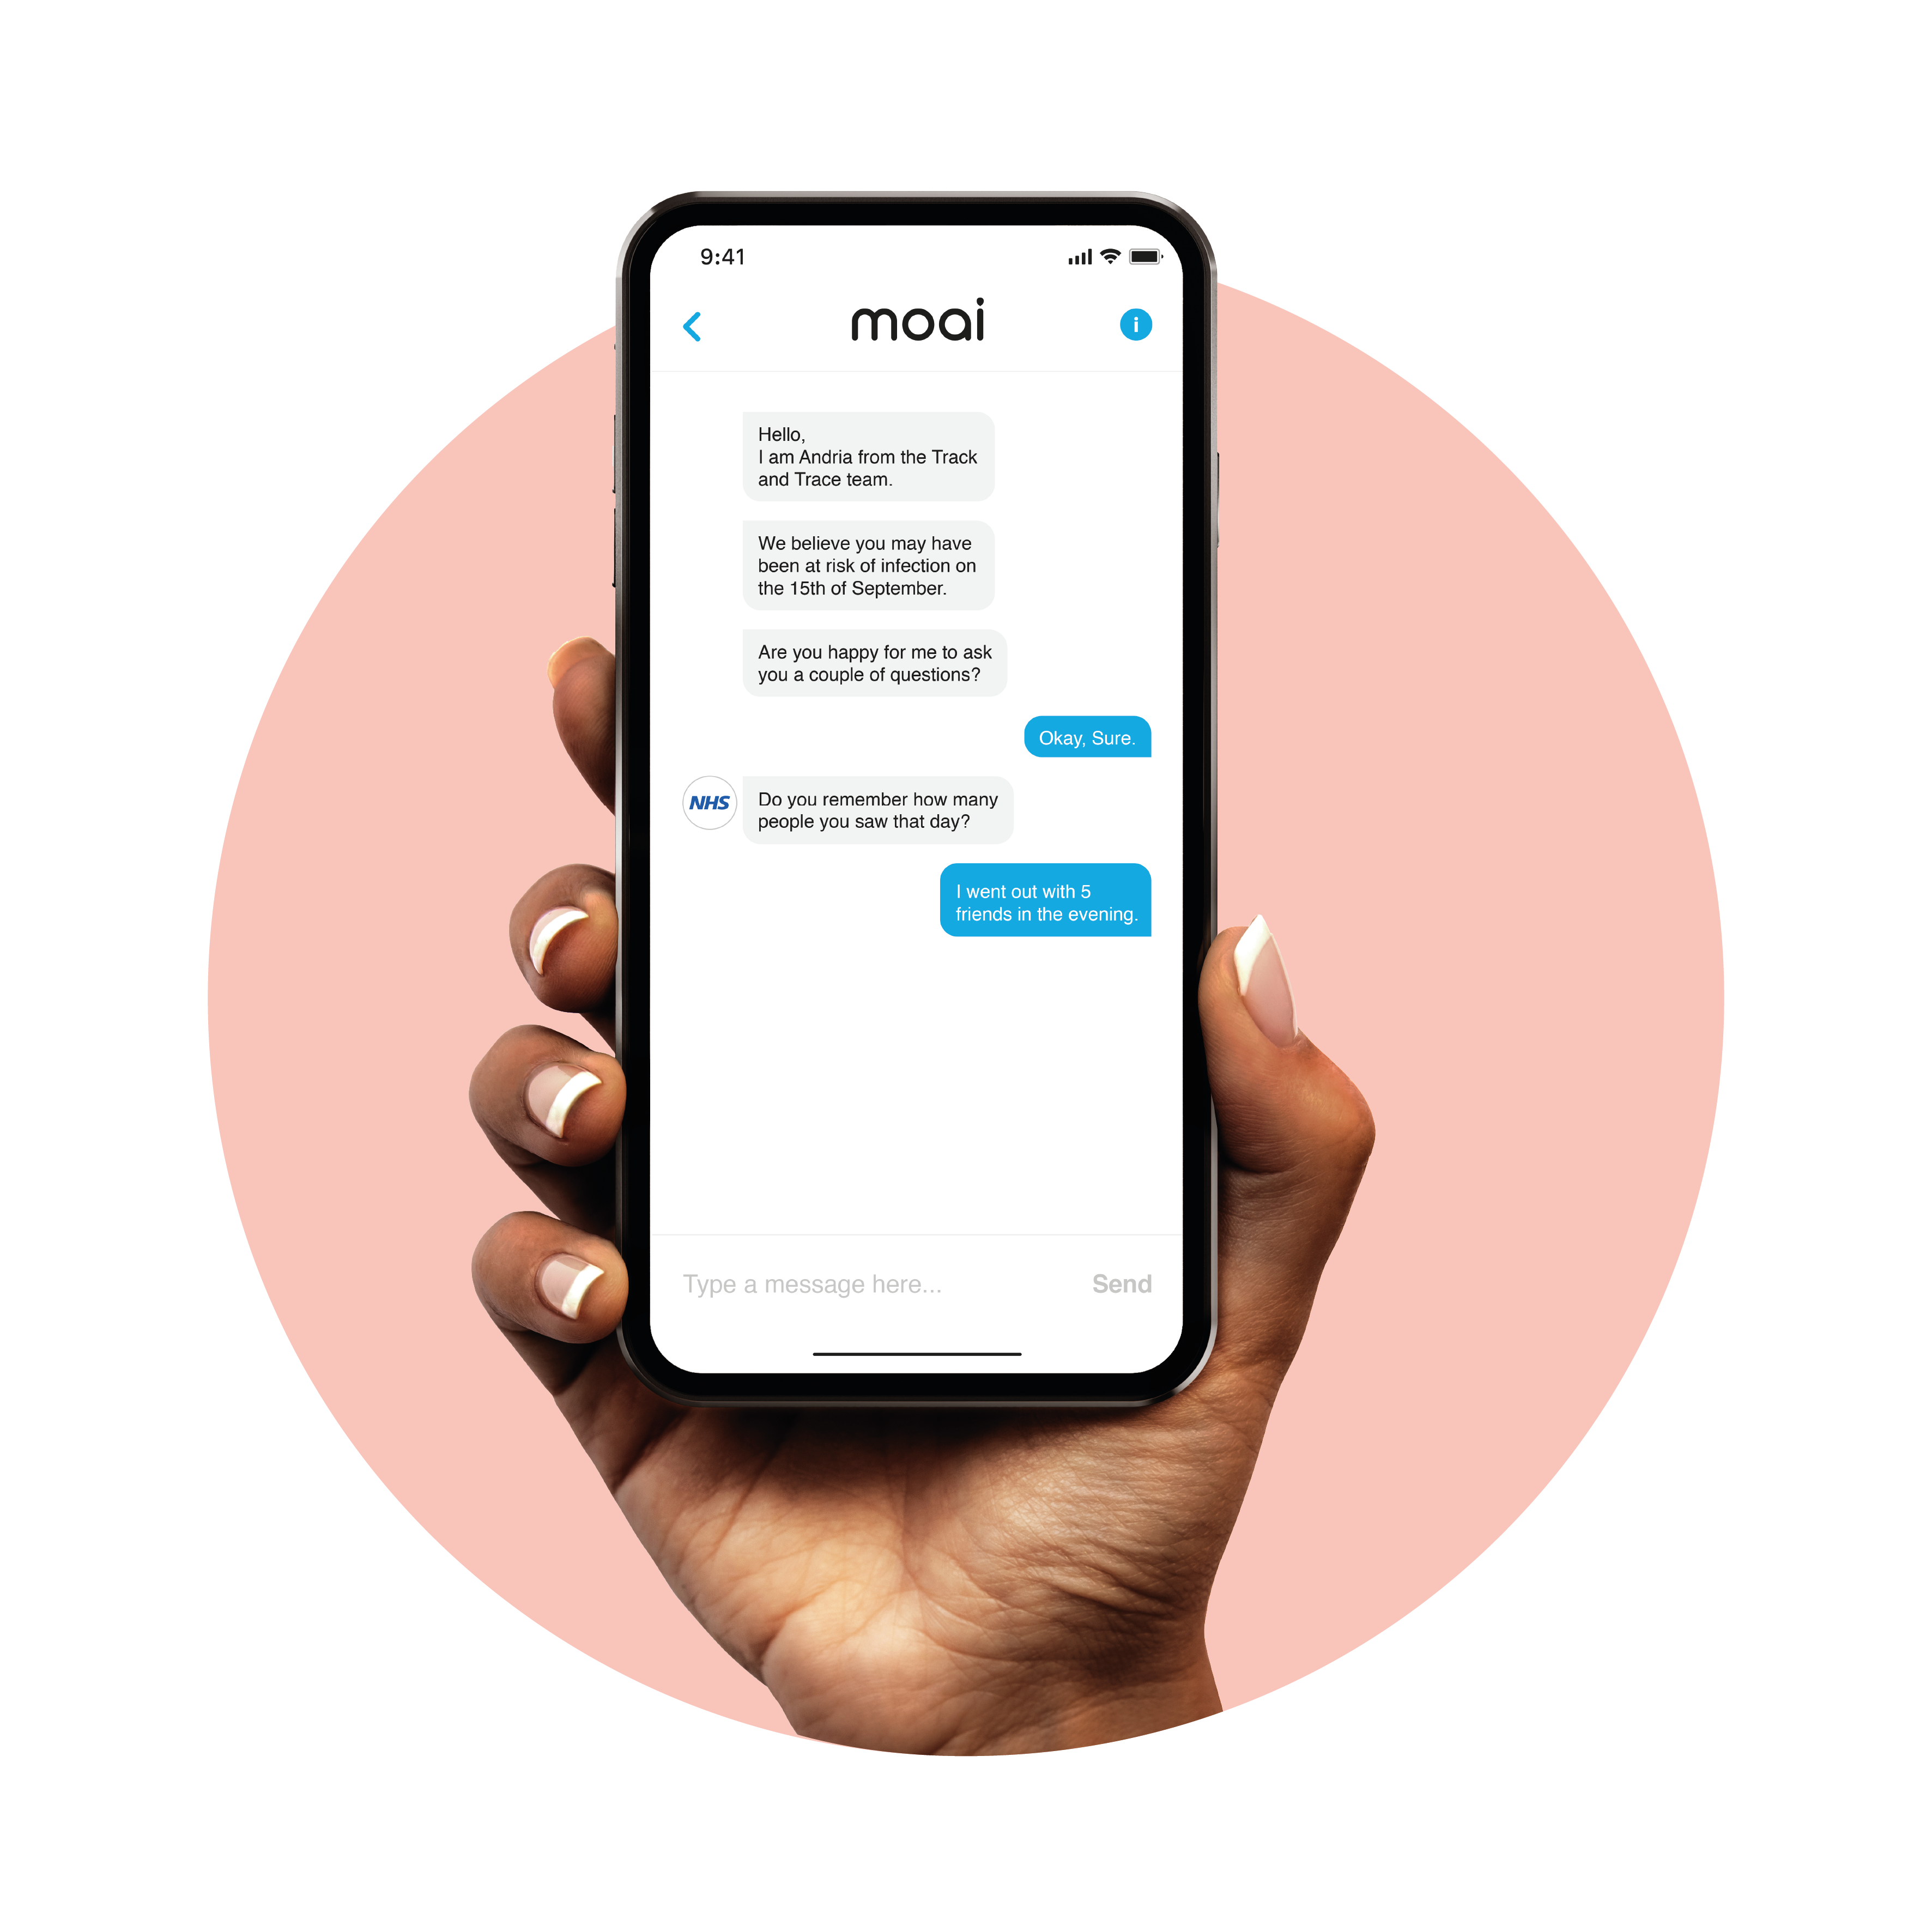 9:41
moai
i
Hello,
I am Andria from the Track
and Trace team.
We believe you may have
been at risk of infection on
the 15th of September.
Are you happy for me to ask
you a couple of questions?
Okay, Sure.
NHS
Do you remember how many
people you saw that day?
I went out with 5
friends in the evening.
Type a message here...
Send